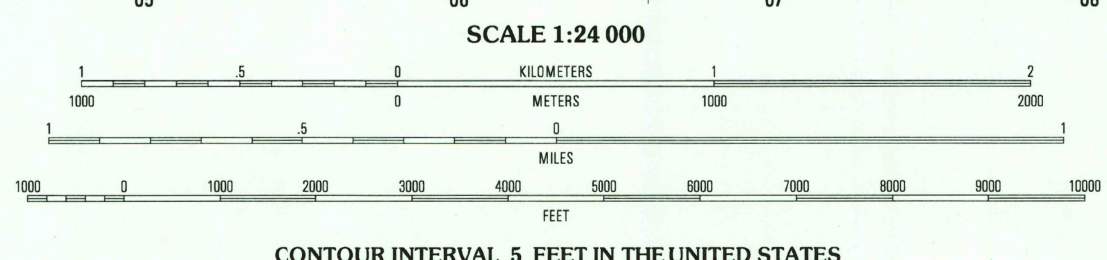 SCALE 1:24 000
1 .5 0 KILOMETERS 1 2
1000 0 METERS 1000 2000
1 .5 0 1
MILES
1000 0 1000 2000 3000 4000 5000 6000 7000 8000 9000 10000
FEET
CONTOUR INTERVAL 5 FEET IN THE UNITED STATES